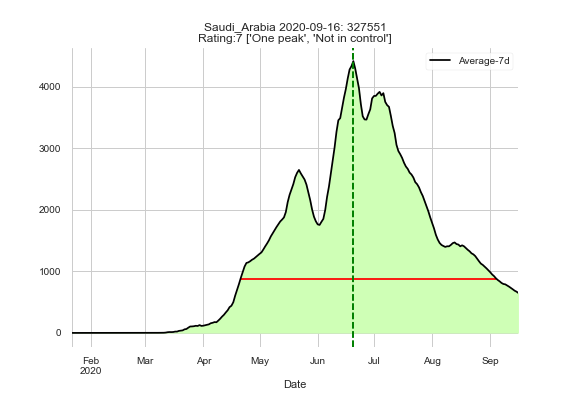 Saudi_Arabia 2020-09-16: 327551
Rating:7 ['One peak', 'Not in control']
Average-7d
4000
3000
2000
1000
0
Feb Mar Apr May Jun Jul Aug Sep
2020
Date